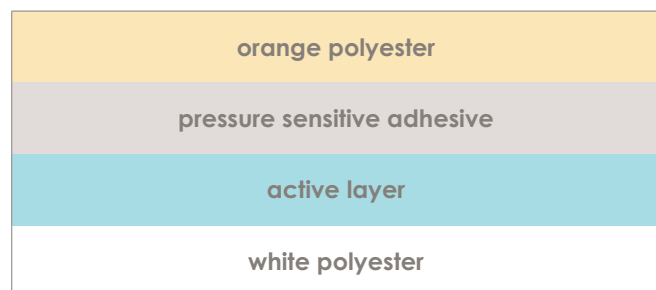 orange polyester
pressure sensitive adhesive
active layer
white polyester